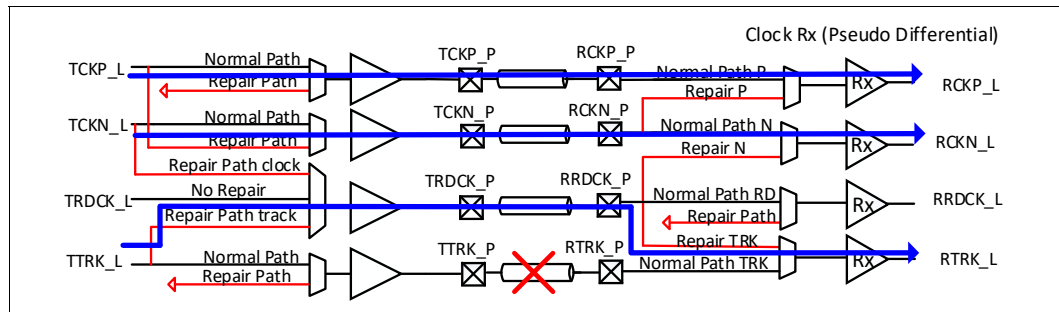 Clock Rx (Pseudo Differential)
TCKP_L
Normal Path
Repair Path
TCKP_P
RCKP_P
Normal Path P
Repair P
Rx
RCKP_L
TCKN_L
Normal Path
Repair Path
TCKN_P
RCKN_P
Normal Path N
Repair N
Rx
RCKN_L
Repair Path clock
TRDCK_L
No Repair
Repair Path track
TRDCK_P
RRDCK_P
Normal Path RD
Repair Path
Rx
RRDCK_L
TTRK_L
Normal Path
Repair Path
TTRK_P
RTRK_P
Repair TRK
Normal Path TRK
Rx
RTRK_L